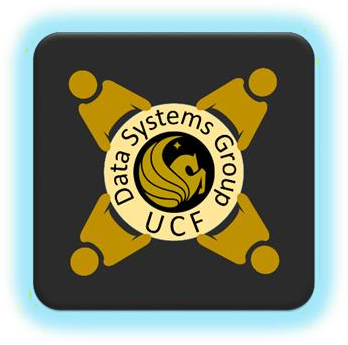 Data Systems Group
UCF